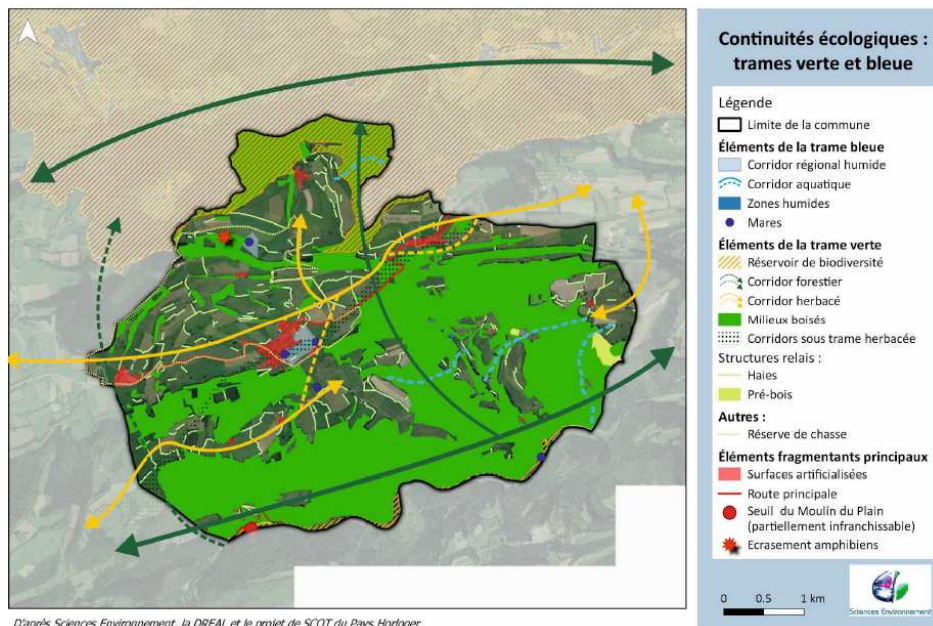 Continuités écologiques :
trames verte et bleue
Légende
Limite de la commune
Éléments de la trame bleue
Corridor régional humide
Corridor aquatique
Zones humides
Mares
Éléments de la trame verte
Réservoir de biodiversité
Corridor forestier
Corridor herbacé
Milieux boisés
Corridors sous trame herbacée
Structures relais :
Haies
Pré-bois
Autres :
Réserve de chasse
Éléments fragmentants principaux
Surfaces artificialisées
Route principale
Seuil du Moulin du Plain
(partiellement infranchissable)
Ecrasement amphibiens
0 0.5 1 km
Sciences Environnement
D'après Sciences Environnement, la DREAL et le projet de SCOT du Pays Horloger